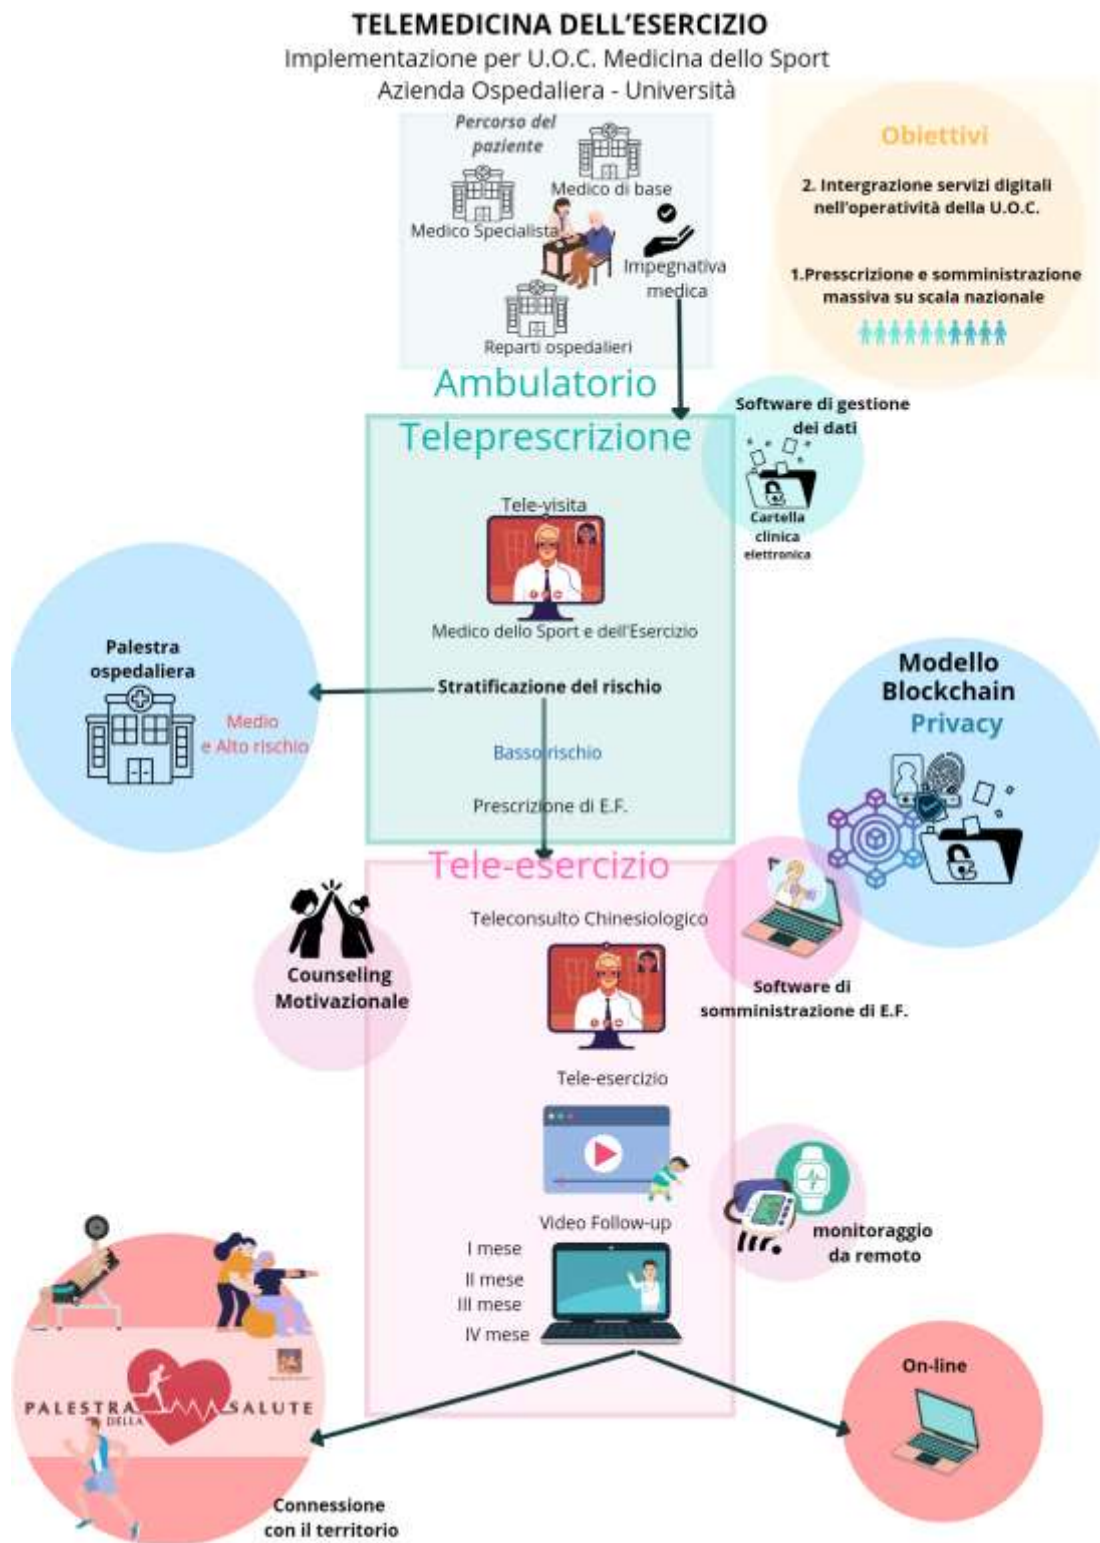 TELEMEDICINA DELL'ESERCIZIO
Implementazione per U.O.C. Medicina dello Sport
Azienda Ospedaliera - Università
Percorso del
paziente
Medico di base
Medico Specialista
Impegnativa
medica
Reparti ospedalieri
Obiettivi
2. Intergrazione servizi digitali
nell'operatività della U.O.C.
1.Presscrizione e somministrazione
massiva su scala nazionale
Ambulatorio
Teleprescrizione
Software di gestione
dei dati
Cartella
clinica
elettronica
Tele-visita
Medico dello Sport e dell'Esercizio
Stratificazione del rischio
Palestra
ospedaliera
Medio
e Alto rischio
Basso rischio
Prescrizione di E.F.
Modello
Blockchain
Privacy
Tele-esercizio
Teleconsulto Chinesiologico
Counseling
Motivazionale
Software di
somministrazione di E.F.
Tele-esercizio
Video Follow-up
I mese
II mese
III mese
IV mese
monitoraggio
da remoto
PALESTRA DELLA SALUTE
Connessione
con il territorio
On-line